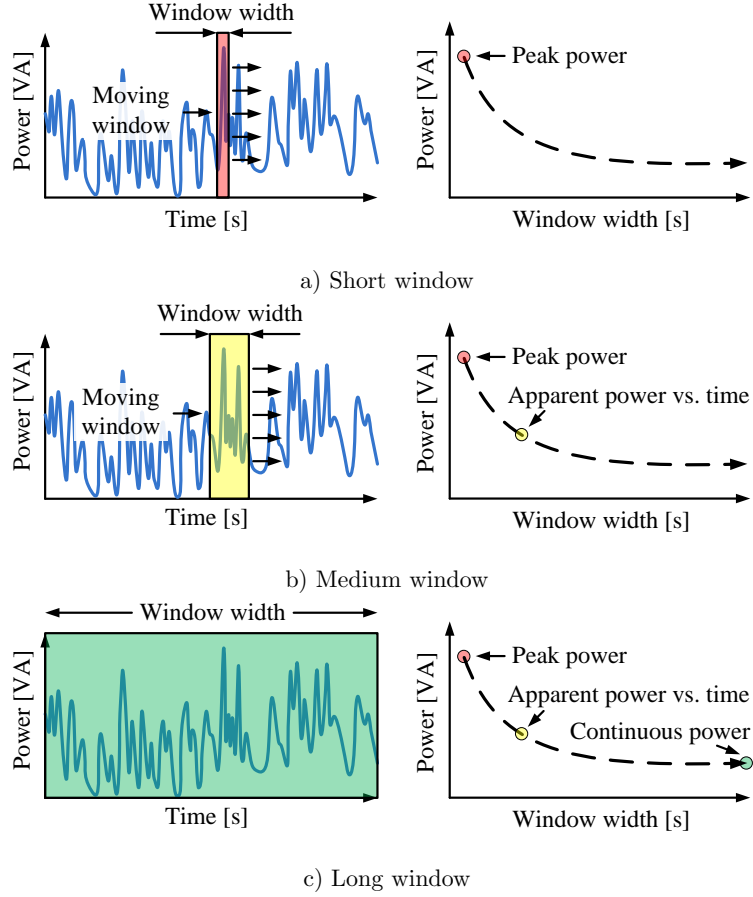 Window width
Power [VA]
Moving
window
Time [s]
Power [VA]
Peak power
Window width [s]
a) Short window
Window width
Power [VA]
Moving
window
Time [s]
Power [VA]
Peak power
Apparent power vs. time
Window width [s]
b) Medium window
Window width
Power [VA]
Time [s]
Power [VA]
Peak power
Apparent power vs. time
Continuous power
Window width [s]
c) Long window